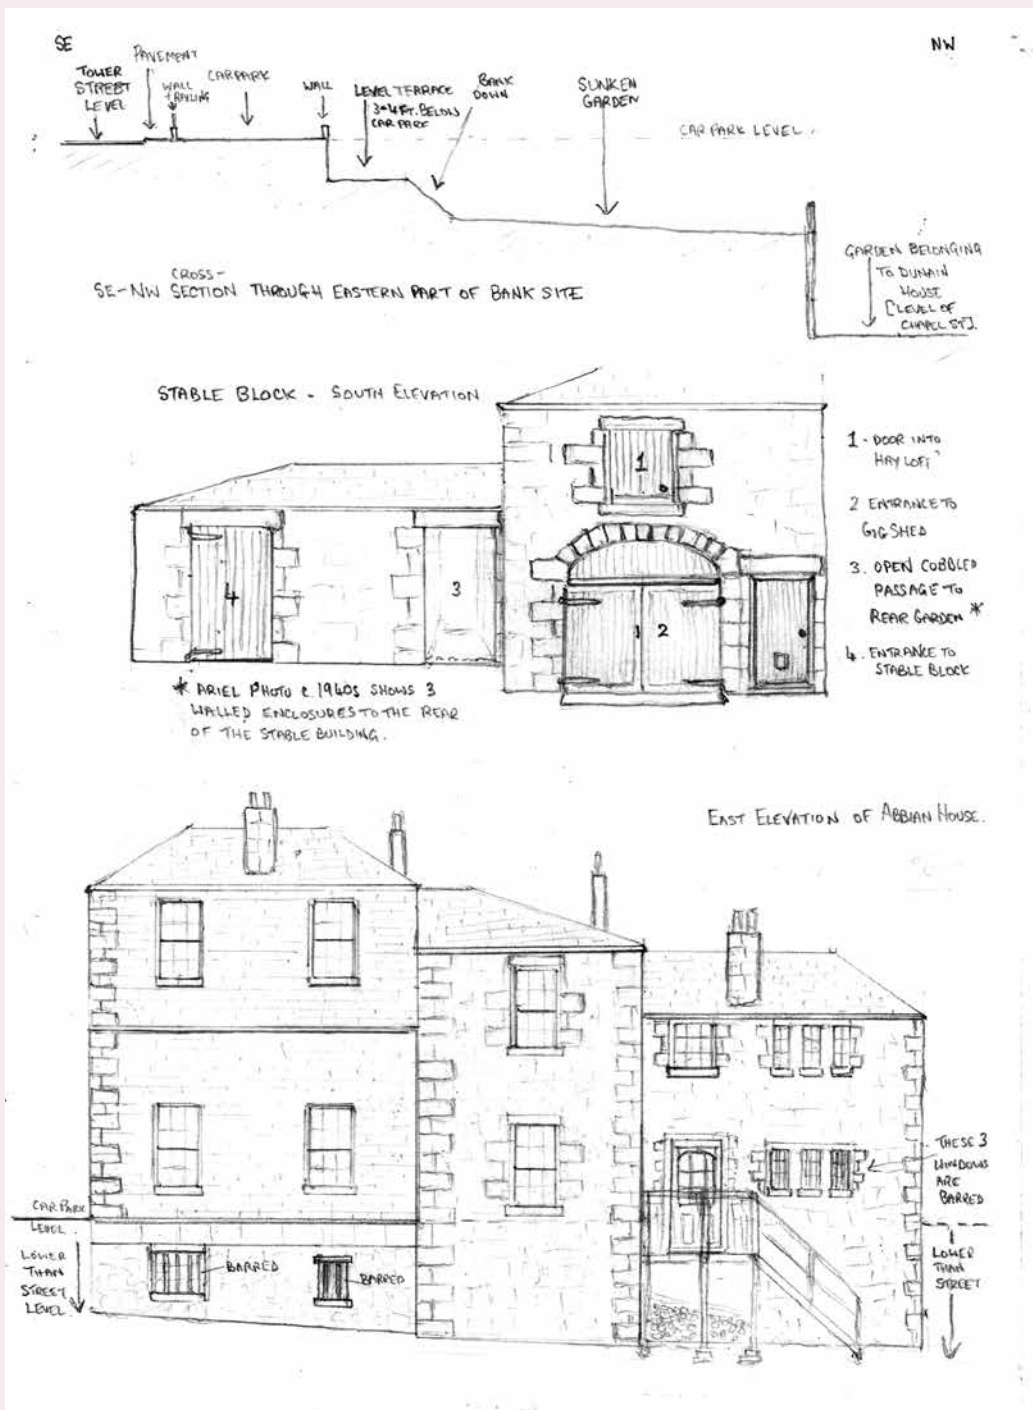 SE
NW
TOWER
STREET
LEVEL
PAVEMENT
WALL
+ RAILING
CARPARK
WALL
LEVEL TERRACE
3-4 FT. BELOW
CAR PARK
BANK
DOWN
SUNKEN
GARDEN
CAR PARK LEVEL.
GARDEN BELONGING
TO DUNAIN
HOUSE
[LEVEL OF
CHAPEL ST].
CROSS-
SE-NW SECTION THROUGH EASTERN PART OF BANK SITE
STABLE BLOCK - SOUTH ELEVATION
1
2
3
4
1 - DOOR INTO
HAY LOFT
2 ENTRANCE TO
GIG SHED
3. OPEN COBBLED
PASSAGE TO
REAR GARDEN *
4. ENTRANCE TO
STABLE BLOCK
* ARIEL PHOTO c. 1940s SHOWS 3
WALLED ENCLOSURES TO THE REAR
OF THE STABLE BUILDING.
EAST ELEVATION OF ABBIAN HOUSE.
THESE 3
WINDOWS
ARE
BARRED
CAR PARK
LEVEL.
LOWER
THAN
STREET
LEVEL.
BARRED
BARRED
LOWER
THAN
STREET